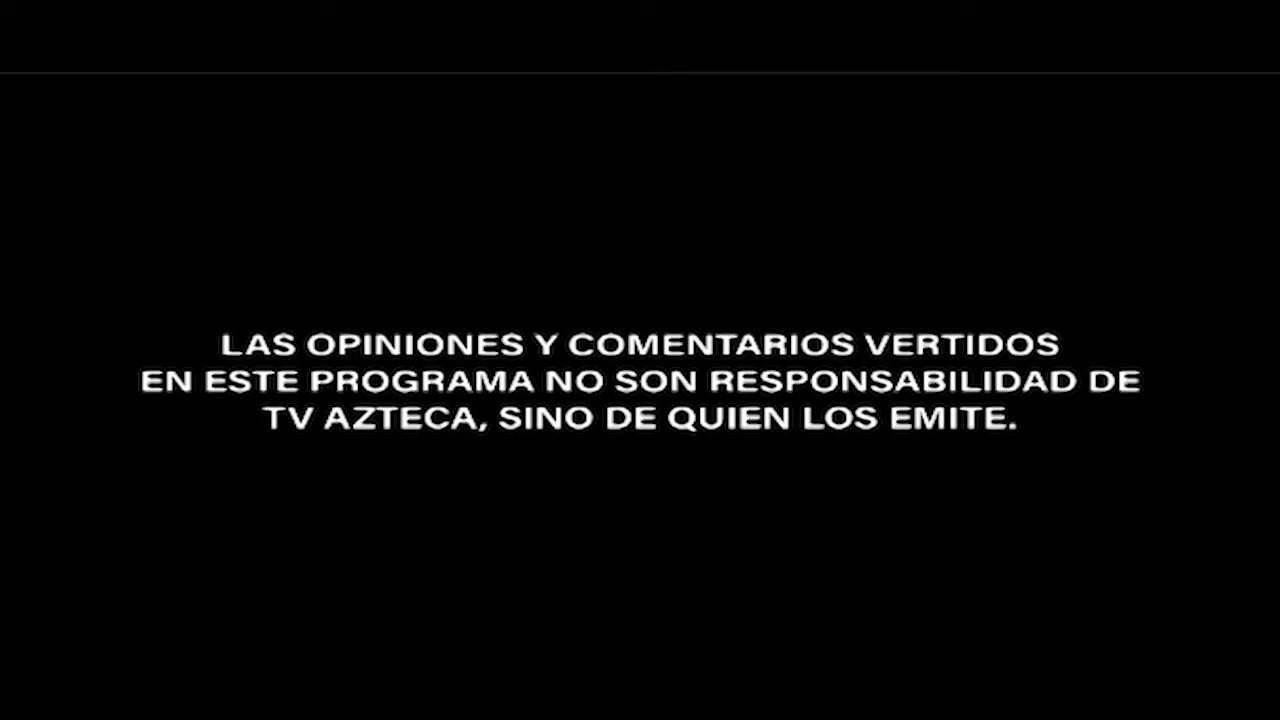 LAS OPINIONES Y COMENTARIOS VERTIDOS
EN ESTE PROGRAMA NO SON RESPONSABILIDAD DE
TV AZTECA, SINO DE QUIEN LOS EMITE.